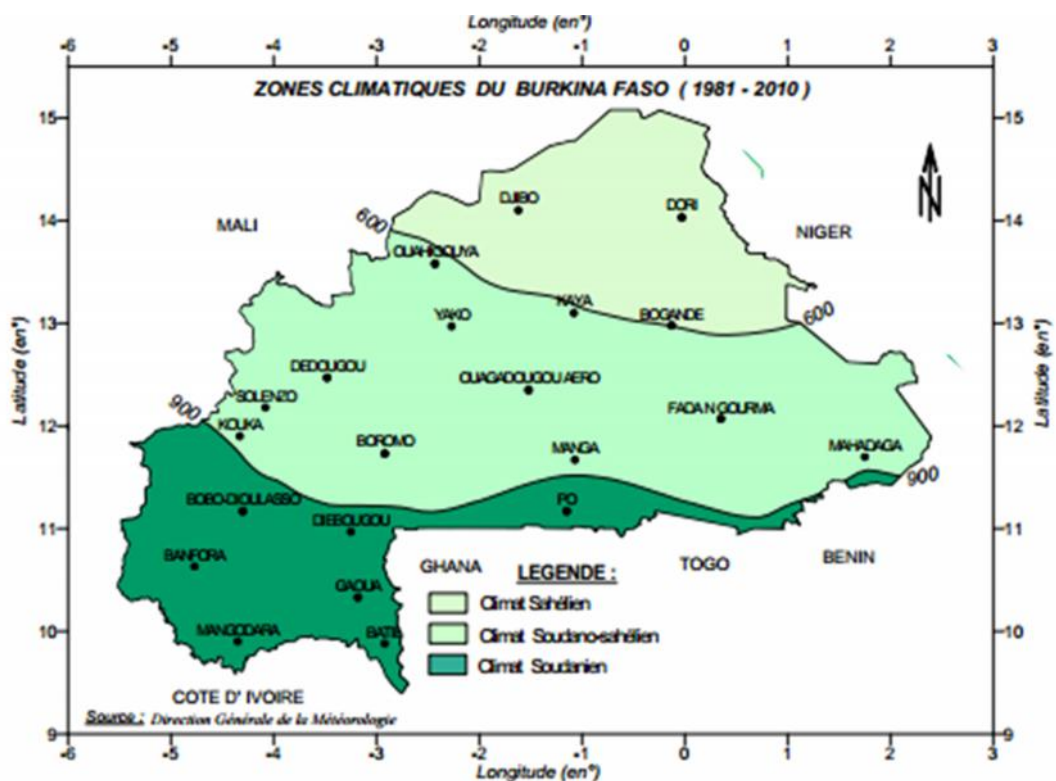 Longitude (en°)
-6 -5 -4 -3 -2 -1 0 1 2 3
ZONES CLIMATIQUES DU BURKINA FASO ( 1981 - 2010 )
15 15
N
DJIBO DORI
14 14
MALI 600 NIGER
OUAHIGOUYA
KAYA
YAKO BOGANDE 600
13 13
Latitude (en°) Latitude (en°)
DEDOUGOU OUAGADOUGOU AERO
SOLENZO
900 FADA N GOURMA
KOUKA
12 12
BOROMO MANGA MAHADAGA
900
BOBO-DIOULASSO PO
DIEBOUGOU
11 11
BANFORA GHANA TOGO BENIN
LEGENDE :
GAOUA
Climat Sahélien
MANGODARA BATIE
10 10
Climat Soudano-sahélien
Climat Soudanien
COTE D' IVOIRE
Source : Direction Générale de la Météorologie
9 9
-6 -5 -4 -3 -2 -1 0 1 2 3
Longitude (en°)